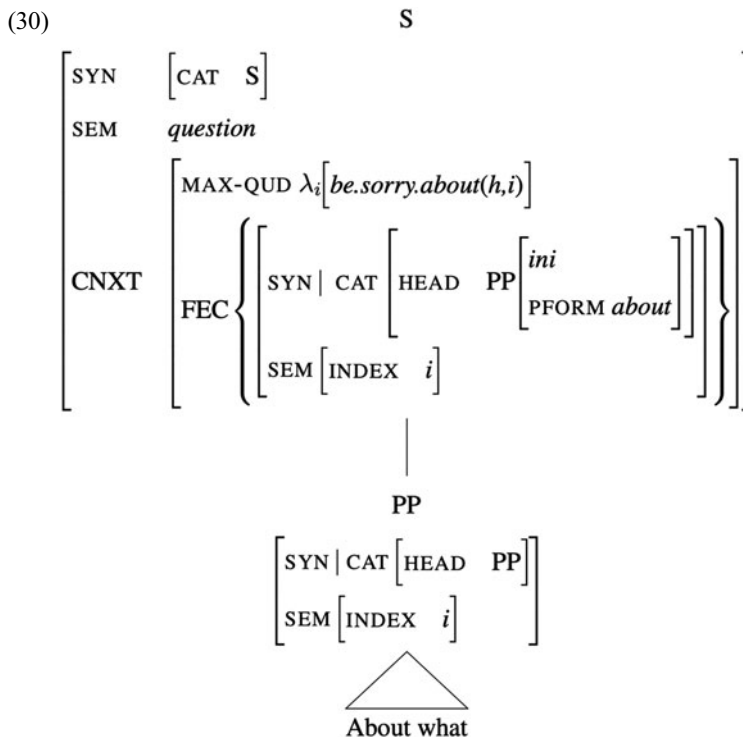 (30) S
SYN [CAT S]
SEM question
CNXT
MAX-QUD λi[be.sorry.about(h,i)]
FEC
SYN | CAT [HEAD PP
ini
PFORM about
SEM [INDEX i]
PP
SYN | CAT [HEAD PP]
SEM [INDEX i]
About what